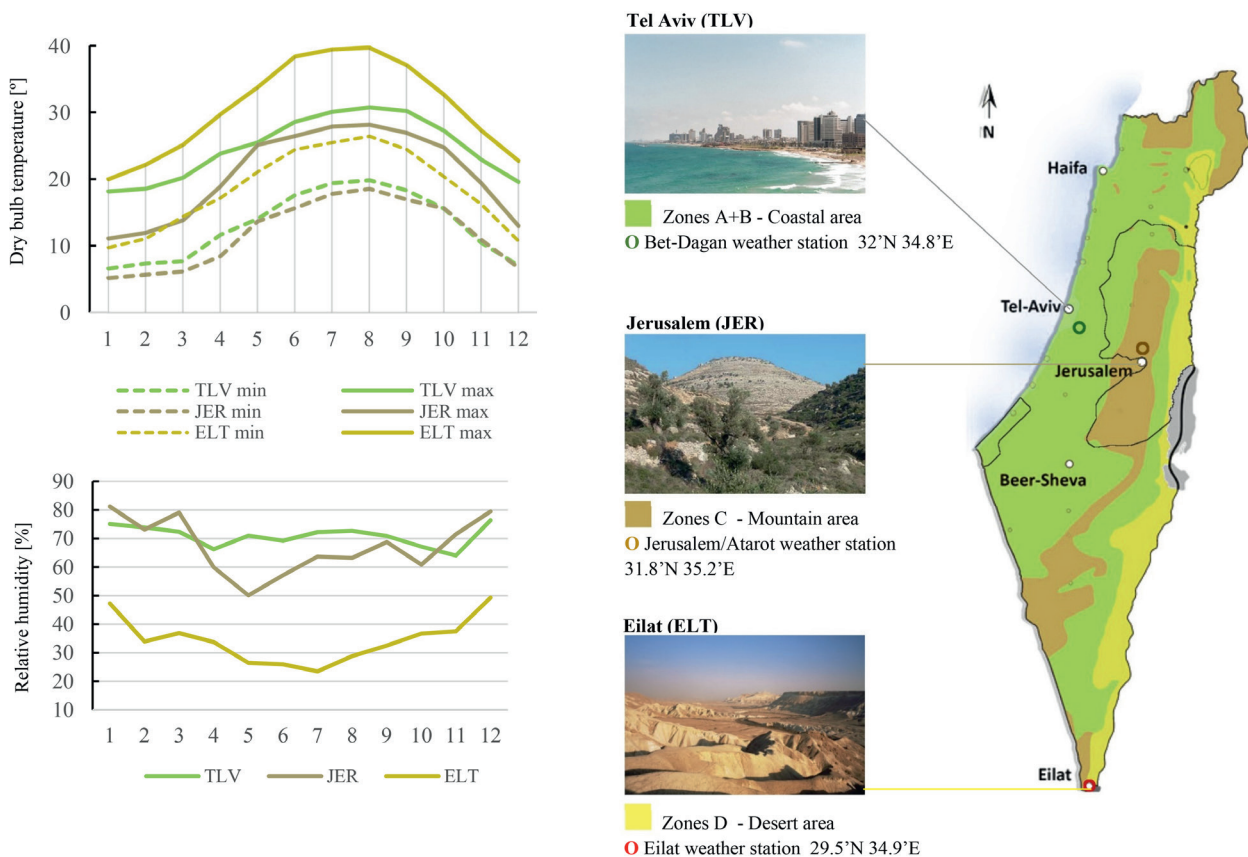 Dry bulb temperature [º]
40
30
20
10
0
1 2 3 4 5 6 7 8 9 10 11 12
TLV min TLV max
JER min JER max
ELT min ELT max
Relative humidity [%]
90
80
70
60
50
40
30
20
10
1 2 3 4 5 6 7 8 9 10 11 12
TLV JER ELT
Tel Aviv (TLV)
Zones A+B - Coastal area
Bet-Dagan weather station 32’N 34.8’E
Jerusalem (JER)
Zones C - Mountain area
Jerusalem/Atarot weather station
31.8’N 35.2’E
Eilat (ELT)
Zones D - Desert area
Eilat weather station 29.5’N 34.9’E
N
Haifa
Tel-Aviv
Jerusalem
Beer-Sheva
Eilat